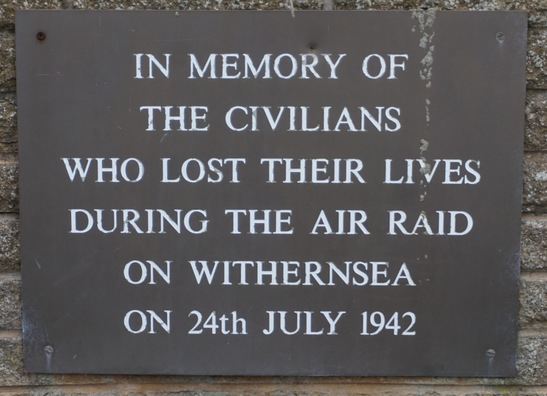 IN MEMORY OF
THE CIVILIANS
WHO LOST THEIR LIVES
DURING THE AIR RAID
ON WITHERNSEA
ON 24th JULY 1942